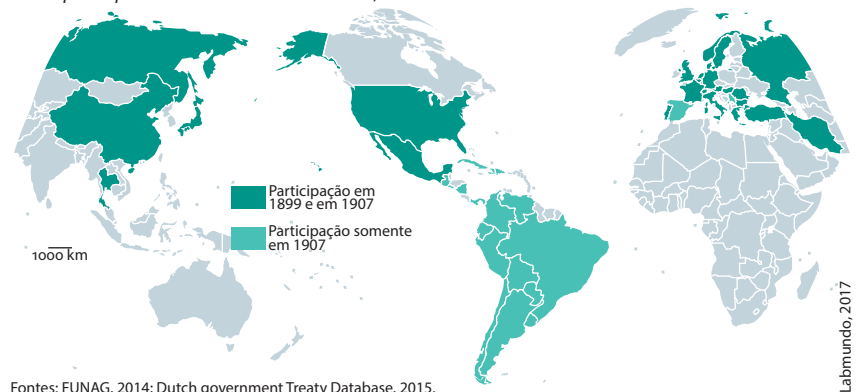 Participação em
1899 e em 1907
Participação somente
em 1907
1000 km
Labmundo, 2017
Fontes: FUNAG, 2014; Dutch government Treaty Database, 2015.